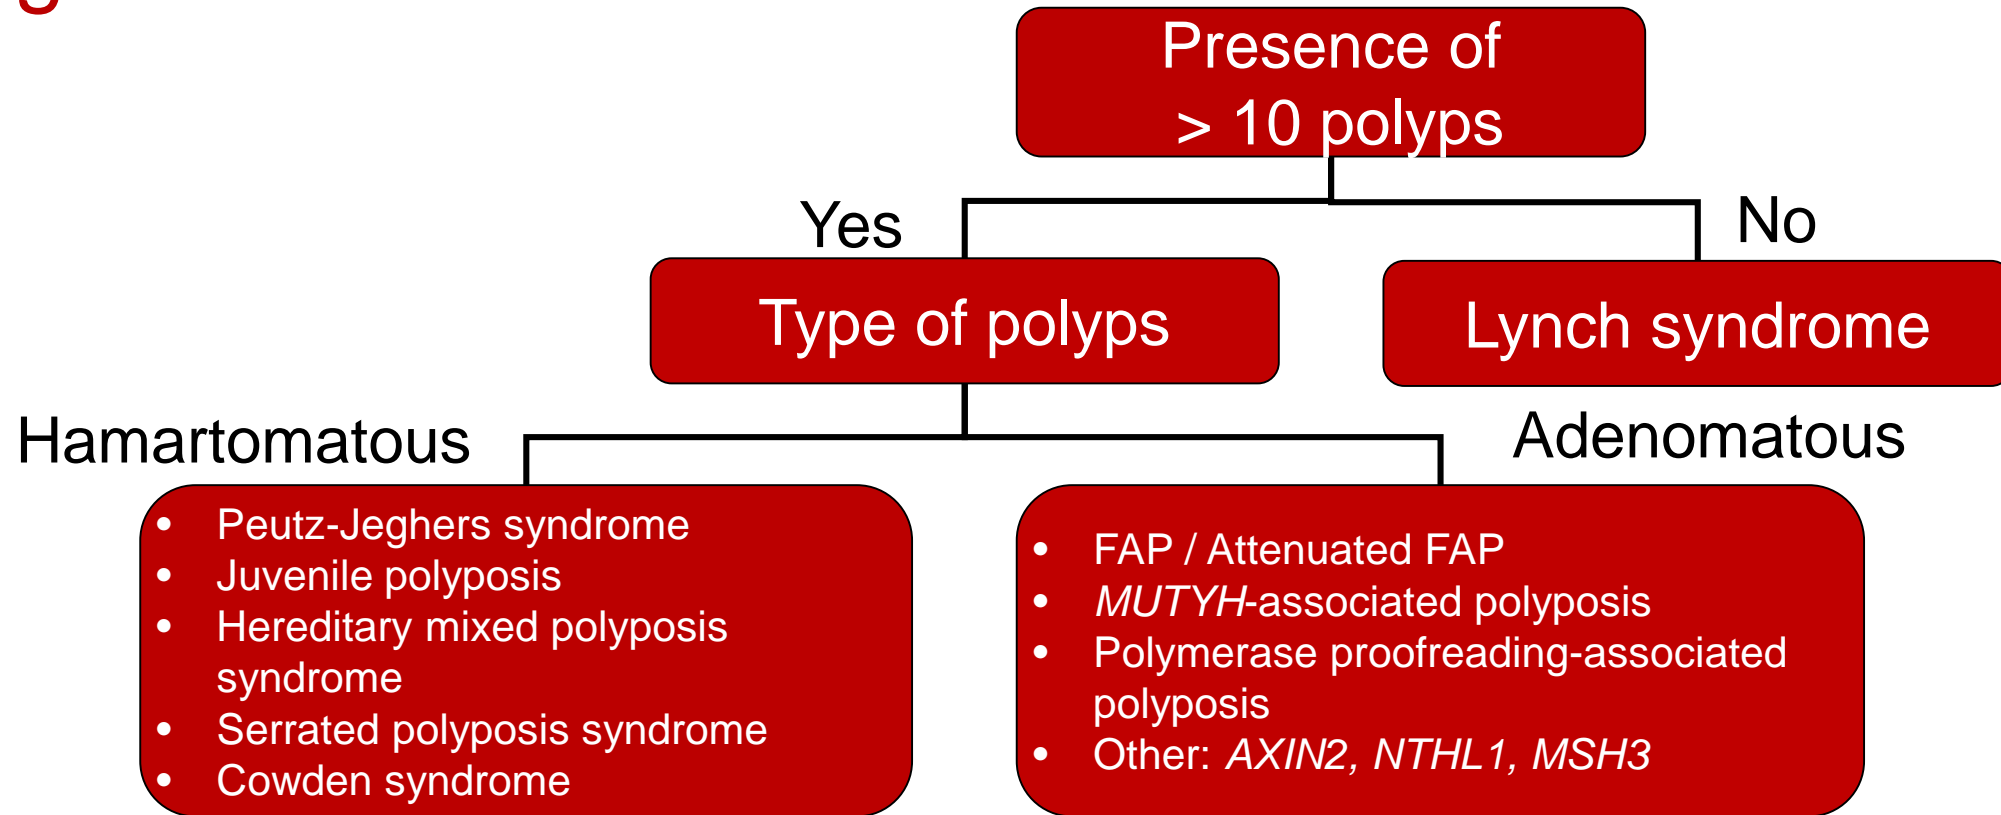 g
Presence of
> 10 polyps
Yes
No
Type of polyps
Lynch syndrome
Hamartomatous
Adenomatous
• Peutz-Jeghers syndrome
• Juvenile polyposis
• Hereditary mixed polyposis
syndrome
• Serrated polyposis syndrome
• Cowden syndrome
• FAP / Attenuated FAP
• MUTYH-associated polyposis
• Polymerase proofreading-associated
polyposis
• Other: AXIN2, NTHL1, MSH3